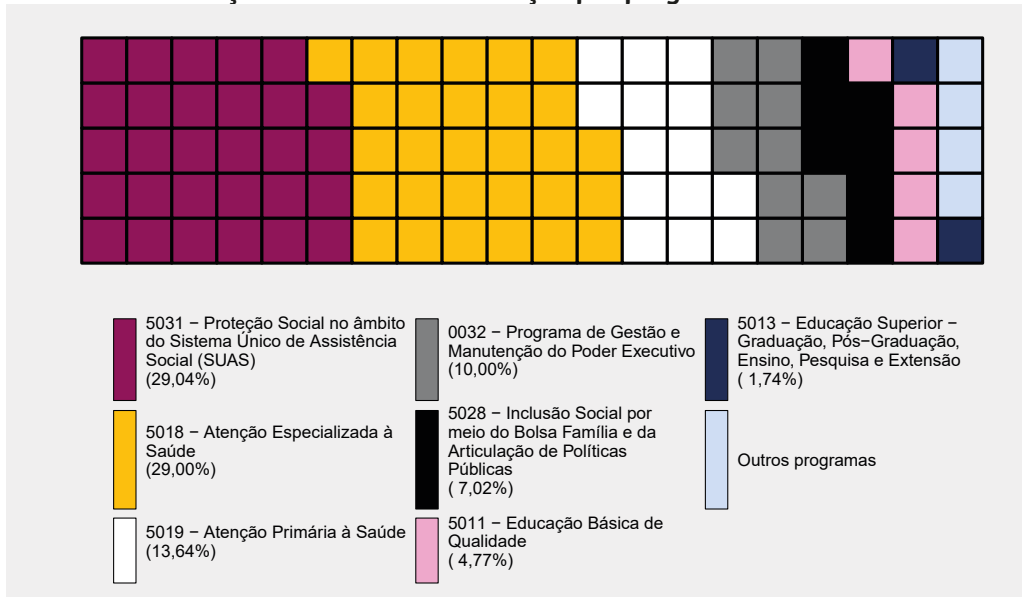 5031 − Proteção Social no âmbito
do Sistema Único de Assistência
Social (SUAS)
(29,04%)
5018 − Atenção Especializada à
Saúde
(29,00%)
5019 − Atenção Primária à Saúde
(13,64%)
0032 − Programa de Gestão e
Manutenção do Poder Executivo
(10,00%)
5028 − Inclusão Social por
meio do Bolsa Família e da
Articulação de Políticas
Públicas
( 7,02%)
5011 − Educação Básica de
Qualidade
( 4,77%)
5013 − Educação Superior −
Graduação, Pós−Graduação,
Ensino, Pesquisa e Extensão
( 1,74%)
Outros programas